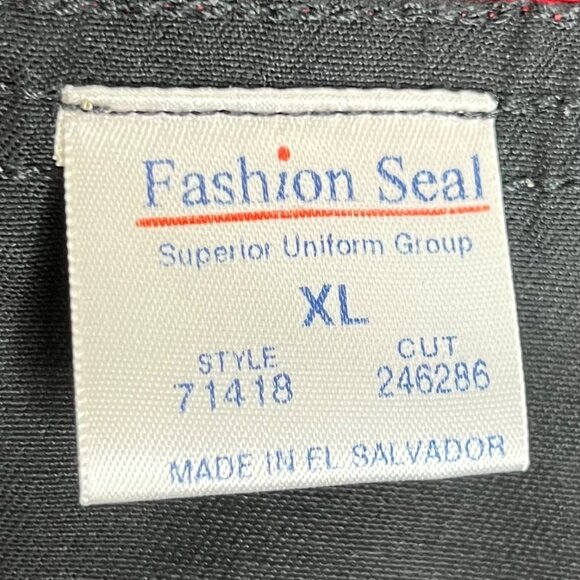 Fashion Seal
Superior Uniform Group
XL
STYLE CUT
71418 246286
MADE IN EL SALVADOR